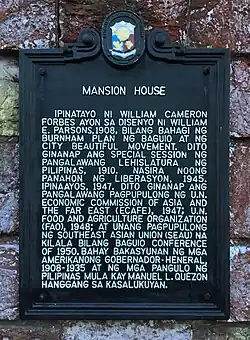 MANSION HOUSE
IPINATAYO NI WILLIAM CAMERON
FORBES AYON SA DISENYO NI WILLIAM
E. PARSONS, 1908, BILANG BAHAGI NG
BURNHAM PLAN NG BAGUIO AT NG
CITY BEAUTIFUL MOVEMENT. DITO
GINANAP ANG SPECIAL SESSION NG
PANGALAWANG LEHISLATURA NG
PILIPINAS, 1910. NASIRA NOONG
PANAHON NG LIBERASYON, 1945.
IPINAAYOS, 1947. DITO GINANAP ANG
PANGALAWANG PAGPUPULONG NG U.N.
ECONOMIC COMMISSION OF ASIA AND
THE FAR EAST (ECAFE), 1947; U.N.
FOOD AND AGRICULTURE ORGANIZATION
(FAO), 1948; AT UNANG PAGPUPULONG
NG SOUTHEAST ASIAN UNION (SEAU) NA
KILALA BILANG BAGUIO CONFERENCE
OF 1950. BAHAY BAKASYUNAN NG MGA
AMERIKANONG GOBERNADOR-HENERAL,
1908-1935 AT NG MGA PANGULO NG
PILIPINAS MULA KAY MANUEL L. QUEZON
HANGGANG SA KASALUKUYAN.